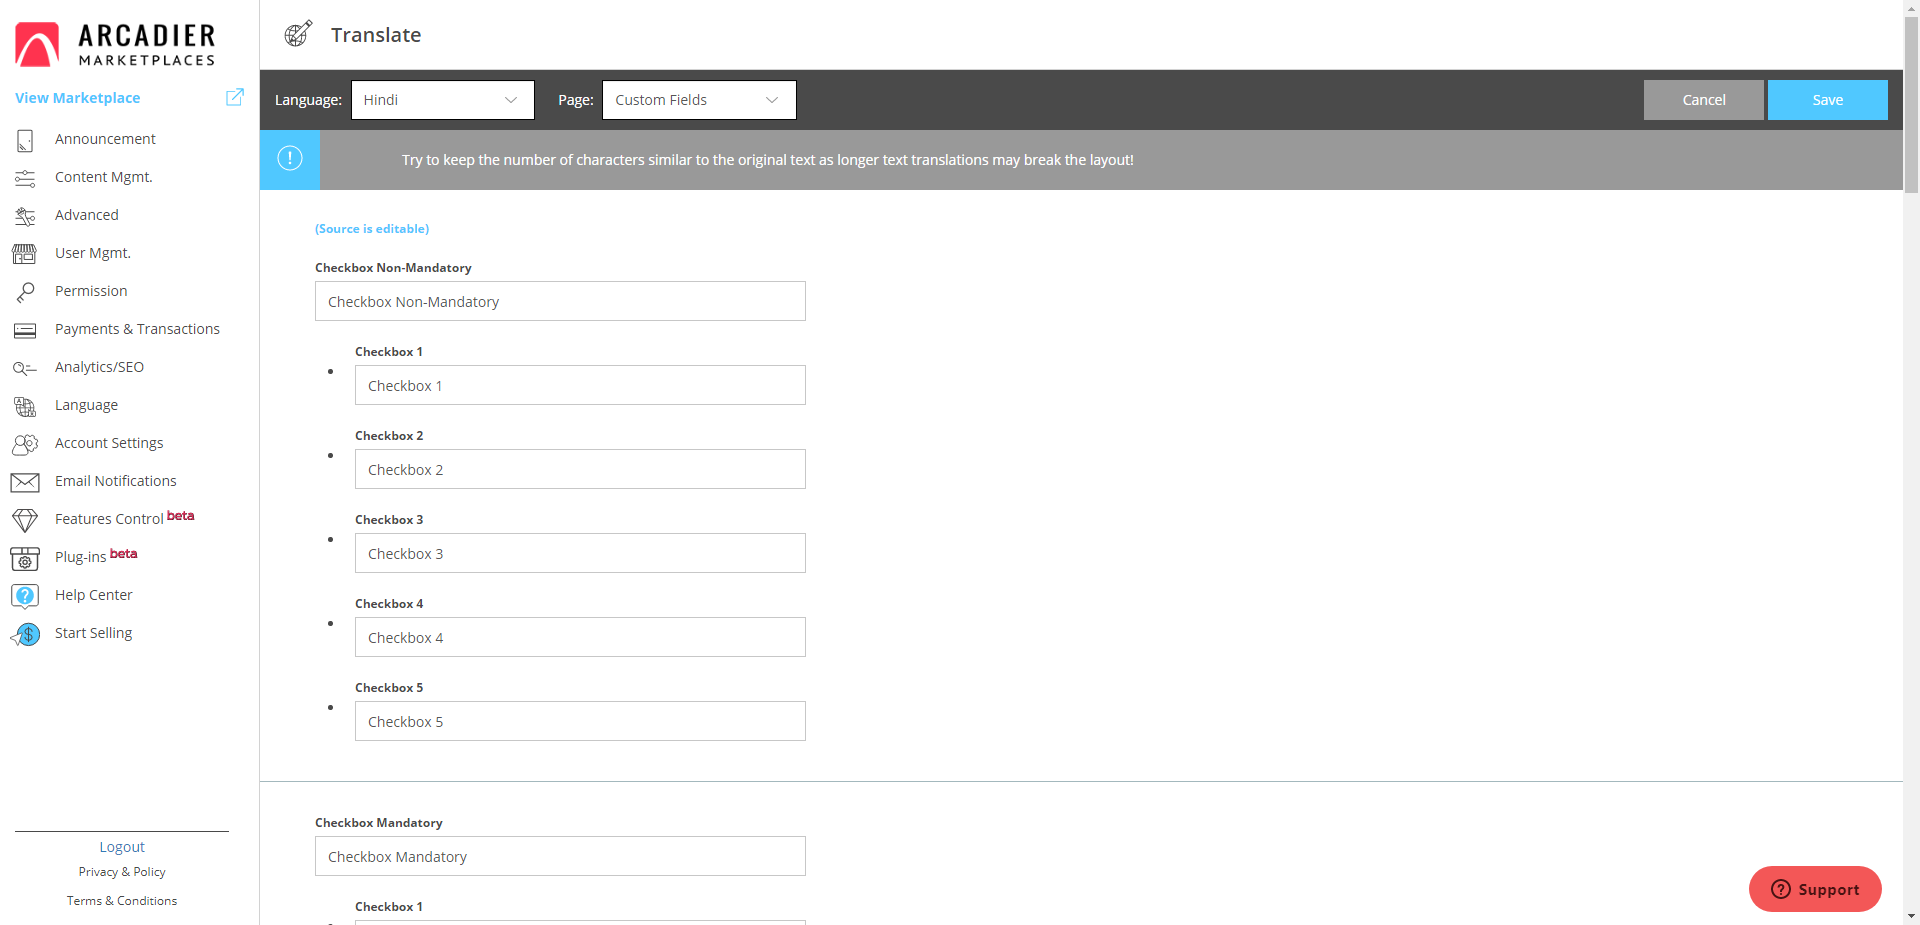 ARCADIER
MARKETPLACES
View Marketplace
Announcement
Content Mgmt.
Advanced
User Mgmt.
Permission
Payments & Transactions
Analytics/SEO
Language
Account Settings
Email Notifications
Features Control beta
Plug-ins beta
Help Center
Start Selling
Logout
Privacy & Policy
Terms & Conditions
Translate
Language: Hindi Page: Custom Fields Cancel Save
Try to keep the number of characters similar to the original text as longer text translations may break the layout!
(Source is editable)
Checkbox Non-Mandatory
Checkbox Non-Mandatory
Checkbox 1
Checkbox 1
Checkbox 2
Checkbox 2
Checkbox 3
Checkbox 3
Checkbox 4
Checkbox 4
Checkbox 5
Checkbox 5
Checkbox Mandatory
Checkbox Mandatory
Checkbox 1
Support